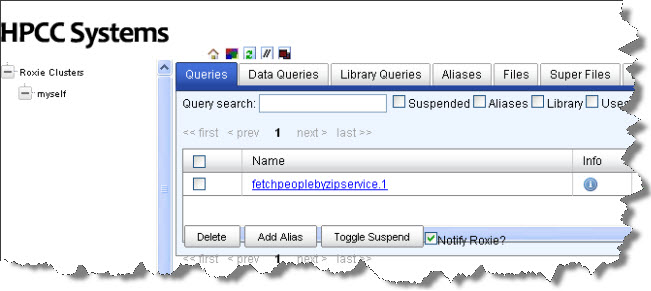 HPCC Systems
Roxie Clusters
myself
Queries Data Queries Library Queries Aliases Files Super Files
Query search: Suspended Aliases Library Uses
<< first < prev 1 next > last >>
Name Info
fetchpeoplebyzipservice.1
Delete Add Alias Toggle Suspend Notify Roxie?
<< first < prev 1 next > last >>